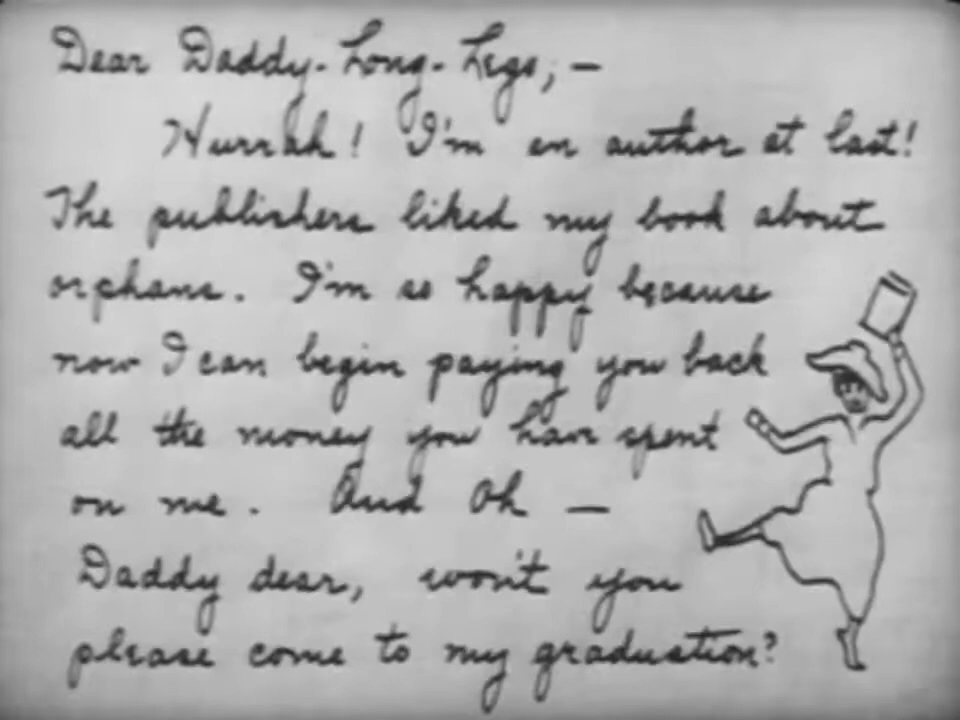 Dear Daddy-Long-Legs,—
Hurrah! I'm an author at last!
The publishers liked my book about
orphans. I'm so happy because
now I can begin paying you back
all the money you have spent
on me. And Oh —
Daddy dear, won't you
please come to my graduation?